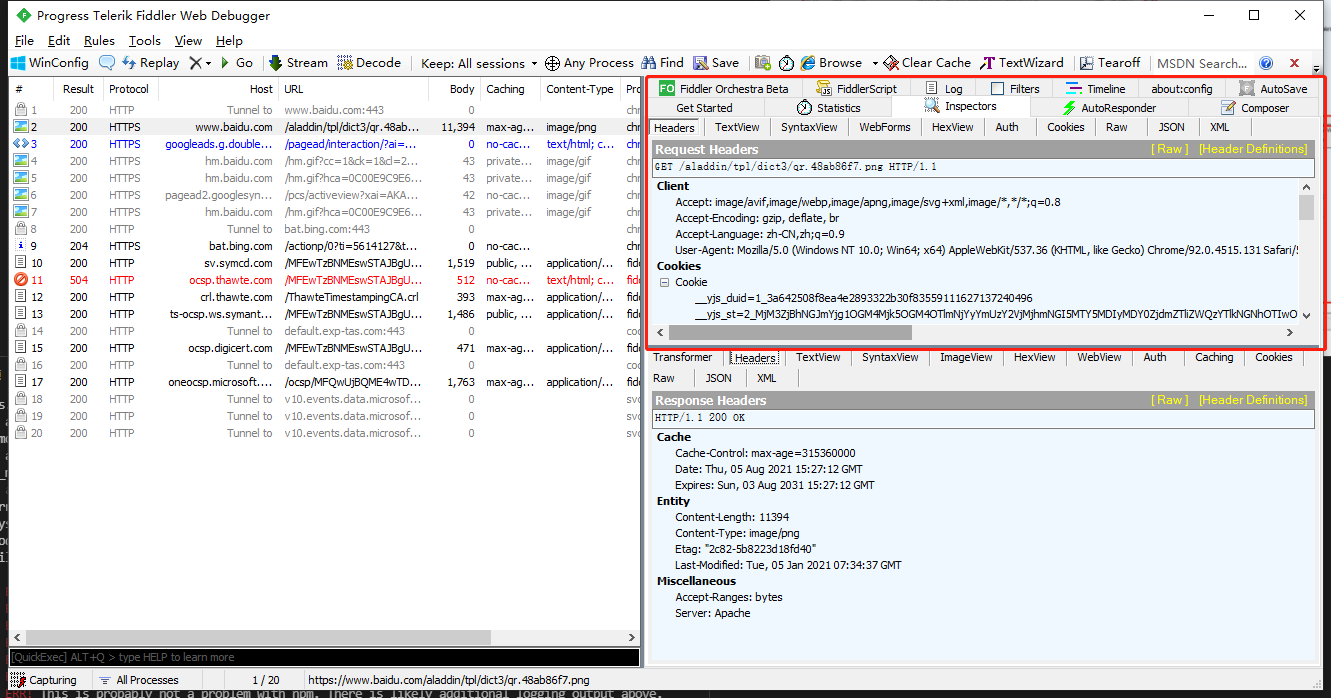 Progress Telerik Fiddler Web Debugger
File Edit Rules Tools View Help
WinConfig Replay Go Stream Decode Keep: All sessions Any Process Find Save Browse Clear Cache TextWizard Tearoff MSDN Search...
# Result Protocol Host URL Body Caching Content-Type Prc
1 200 HTTP Tunnel to www.baidu.com:443 0 chr
2 200 HTTPS www.baidu.com /aladdin/tpl/dict3/qr.48ab... 11,394 max-ag... image/png chr
3 200 HTTPS googleads.g.double... /pagead/interaction/?ai=... 0 no-cac... text/html; c... chr
4 200 HTTPS hm.baidu.com /hm.gif?cc=1&ck=1&cl=2... 43 private... image/gif chr
5 200 HTTPS hm.baidu.com /hm.gif?hca=0C00E9C9E6... 43 private... image/gif chr
6 200 HTTPS pagead2.googlesyn... /pcs/activeview?xai=AKA... 42 no-cac... image/gif chr
7 200 HTTPS hm.baidu.com /hm.gif?hca=0C00E9C9E6... 43 private... image/gif chr
8 200 HTTP Tunnel to bat.bing.com:443 0 chr
9 204 HTTPS bat.bing.com /actionp/0?ti=5614127&t... 0 no-cac... chr
10 200 HTTP sv.symcd.com /MFEwTzBNMEswSTAJBgU... 1,519 public, ... application/... fidd
11 504 HTTP ocsp.thawte.com /MFEwTzBNMEswSTAJBgU... 512 no-cac... text/html; c... fidd
12 200 HTTP crl.thawte.com /ThawteTimestampingCA.crl 393 max-ag... application/... fidd
13 200 HTTP ts-ocsp.ws.symant... /MFEwTzBNMEswSTAJBgU... 1,486 public, ... application/... fidd
14 200 HTTP Tunnel to default.exp-tas.com:443 0 fidd
15 200 HTTP ocsp.digicert.com /MFEwTzBNMEswSTAJBgU... 471 max-ag... application/... fidd
16 200 HTTP Tunnel to default.exp-tas.com:443 0 fidd
17 200 HTTP oneocsp.microsoft.... /ocsp/MFQwUjBQME4wTD... 1,763 max-ag... application/... fidd
18 200 HTTP Tunnel to v10.events.data.microsof... 0 svc
19 200 HTTP Tunnel to v10.events.data.microsof... 0 svc
20 200 HTTP Tunnel to v10.events.data.microsof... 0 svc
FO Fiddler Orchestra Beta FiddlerScript Log Filters Timeline about:config AutoSave
Get Started Statistics Inspectors AutoResponder Composer
Headers TextView SyntaxView WebForms HexView Auth Cookies Raw JSON XML
Request Headers [ Raw ] [Header Definitions]
GET /aladdin/tpl/dict3/qr.48ab86f7.png HTTP/1.1
Client
Accept: image/avif,image/webp,image/apng,image/svg+xml,image/*,*/*;q=0.8
Accept-Encoding: gzip, deflate, br
Accept-Language: zh-CN,zh;q=0.9
User-Agent: Mozilla/5.0 (Windows NT 10.0; Win64; x64) AppleWebKit/537.36 (KHTML, like Gecko) Chrome/92.0.4515.131 Safari/5
Cookies
Cookie
__yjs_duid=1_3a642508f8ea4e2893322b30f83559111627137240496
__yjs_st=2_MjM3ZjBhNGJmYjg1OGM4Mjk5OGM4OTlmNjYyYmUzY2VjMjhmNGI5MTY5MDIyMDY0ZjdmZTliZWQzYTlkNGNhOTIwO
Transformer Headers TextView SyntaxView ImageView HexView WebView Auth Caching Cookies
Raw JSON XML
Response Headers [ Raw ] [Header Definitions]
HTTP/1.1 200 OK
Cache
Cache-Control: max-age=315360000
Date: Thu, 05 Aug 2021 15:27:12 GMT
Expires: Sun, 03 Aug 2031 15:27:12 GMT
Entity
Content-Length: 11394
Content-Type: image/png
Etag: "2c82-5b8223d18fd40"
Last-Modified: Tue, 05 Jan 2021 07:34:37 GMT
Miscellaneous
Accept-Ranges: bytes
Server: Apache
[QuickExec] ALT+Q > type HELP to learn more
Capturing All Processes 1 / 20 https://www.baidu.com/aladdin/tpl/dict3/qr.48ab86f7.png
ERR! This is probably not a problem with npm. There is likely additional logging output above.